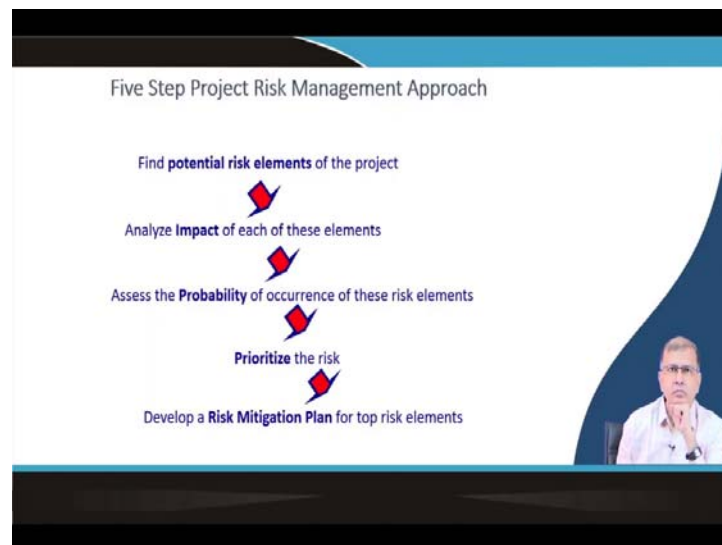 Five Step Project Risk Management Approach
Find potential risk elements of the project
Analyze Impact of each of these elements
Assess the Probability of occurrence of these risk elements
Prioritize the risk
Develop a Risk Mitigation Plan for top risk elements